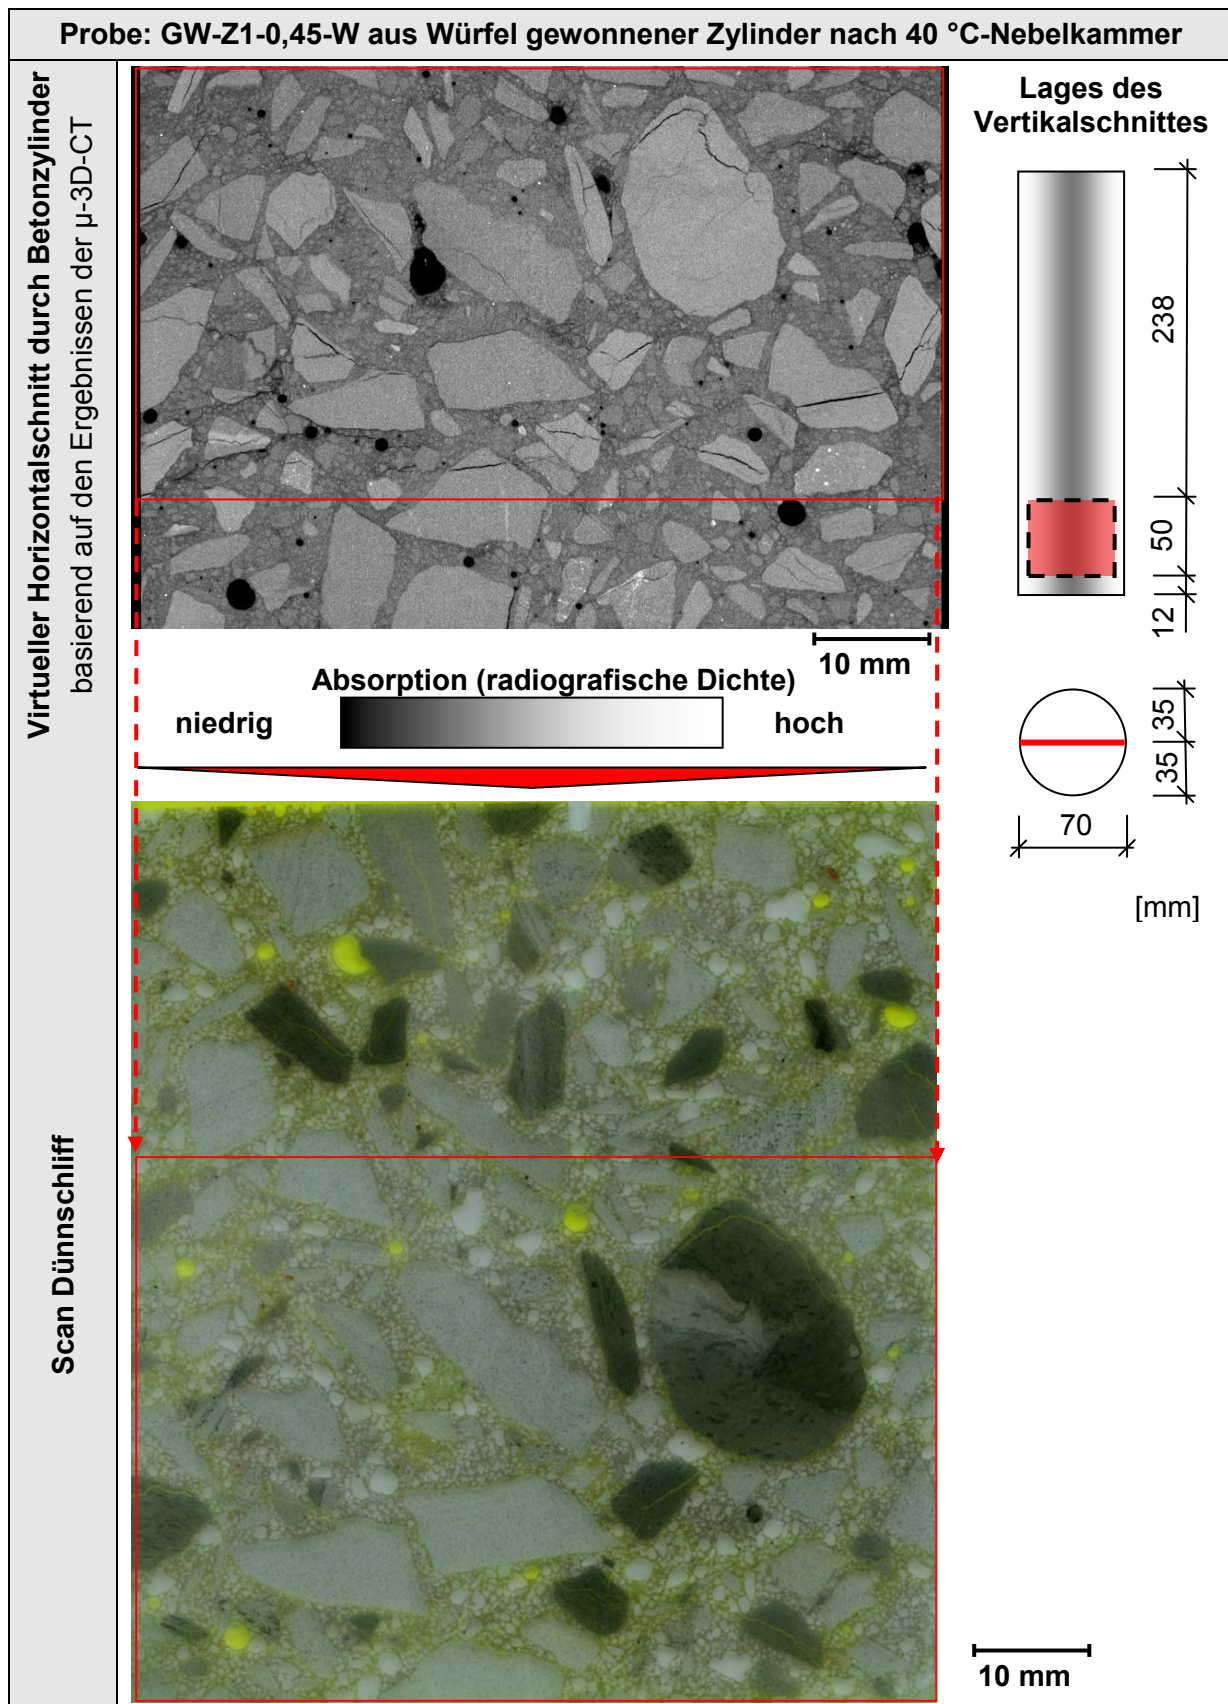 Probe: GW-Z1-0,45-W aus Würfel gewonnener Zylinder nach 40 °C-Nebelkammer
Virtueller Horizontalschnitt durch Betonzylinder
basierend auf den Ergebnissen der µ-3D-CT
Lages des
Vertikalschnittes
238
50
12
10 mm
Absorption (radiografische Dichte)
niedrig
hoch
35
35
70
[mm]
Scan Dünnschliff
10 mm